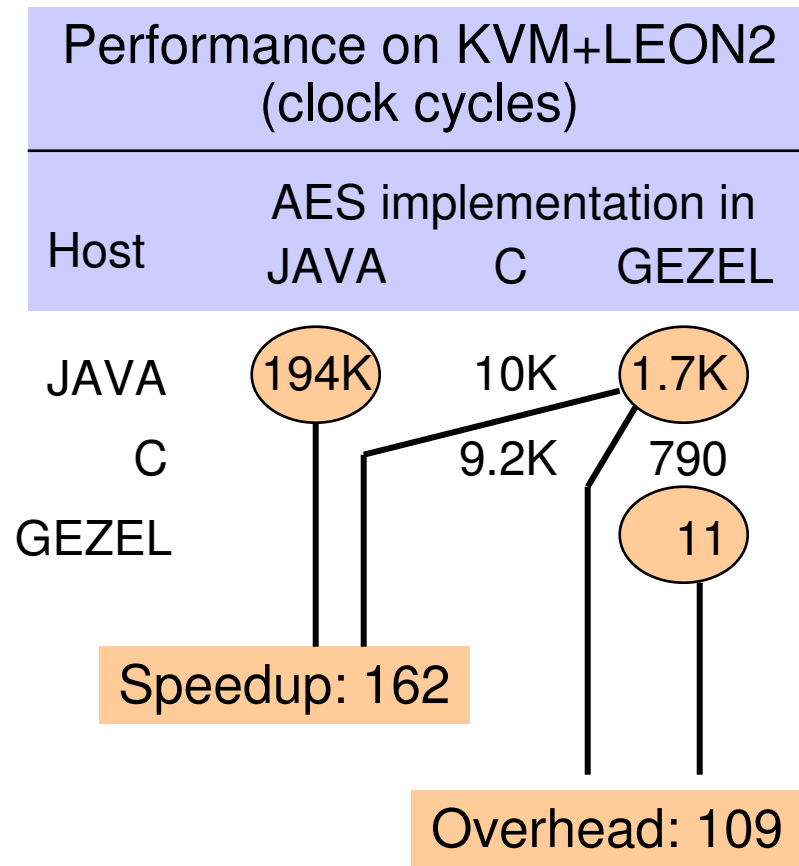 Performance on KVM+LEON2
(clock cycles)
AES implementation in
Host JAVA C GEZEL
JAVA 194K 10K 1.7K
C 9.2K 790
GEZEL 11
Speedup: 162
Overhead: 109